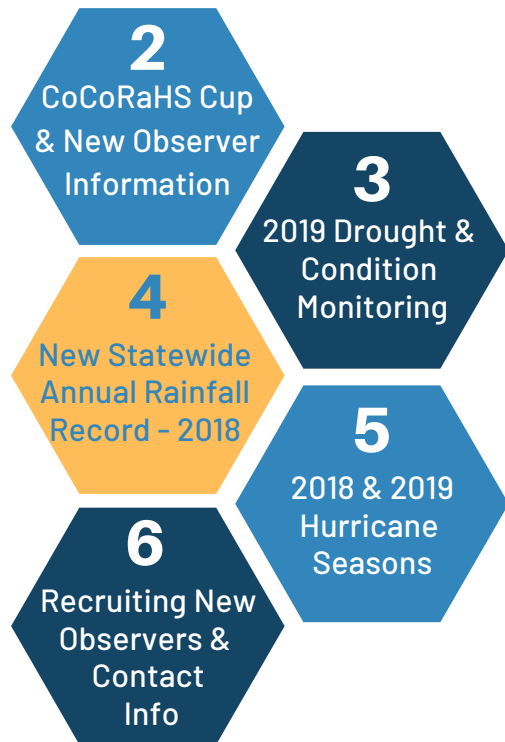 2
CoCoRaHS Cup
& New Observer
Information
3
2019 Drought &
Condition
Monitoring
4
New Statewide
Annual Rainfall
Record - 2018
5
2018 & 2019
Hurricane
Seasons
6
Recruiting New
Observers &
Contact
Info